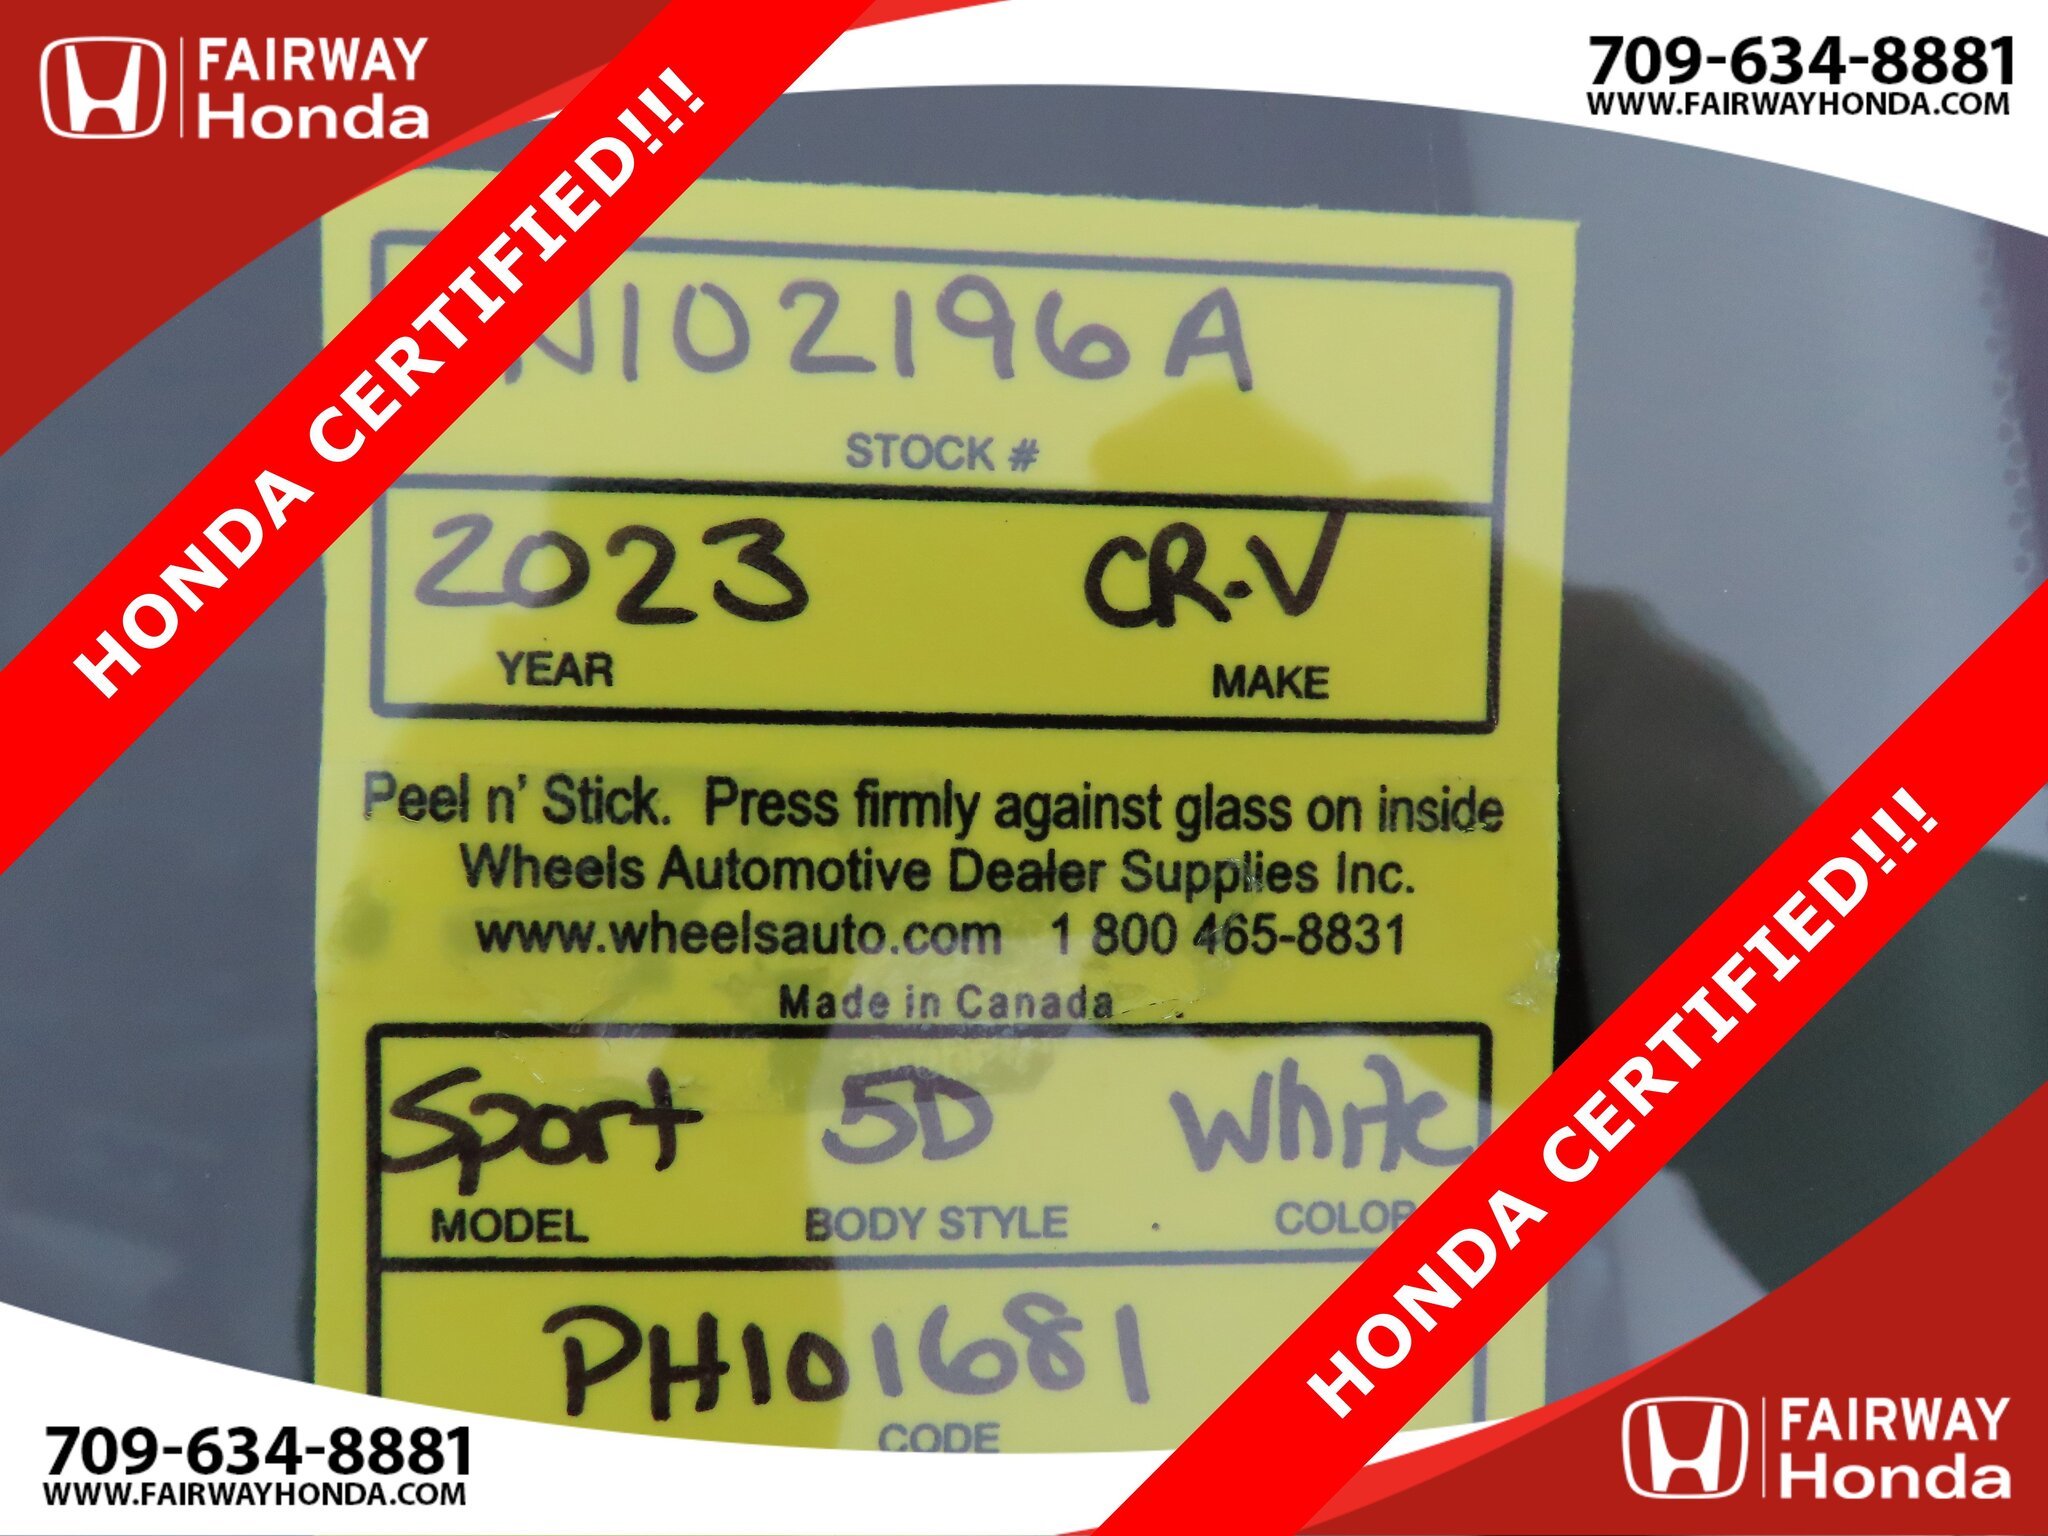 FAIRWAY
Honda
709-634-8881
WWW.FAIRWAYHONDA.COM
HONDA CERTIFIED!!!
N102196A
STOCK #
2023 CR-V
YEAR MAKE
Peel n' Stick. Press firmly against glass on inside
Wheels Automotive Dealer Supplies Inc.
www.wheelsauto.com 1 800 465-8831
Made in Canada
Sport 5D White
MODEL BODY STYLE COLOR
PH101681
CODE
HONDA CERTIFIED!!!
709-634-8881
WWW.FAIRWAYHONDA.COM
FAIRWAY
Honda